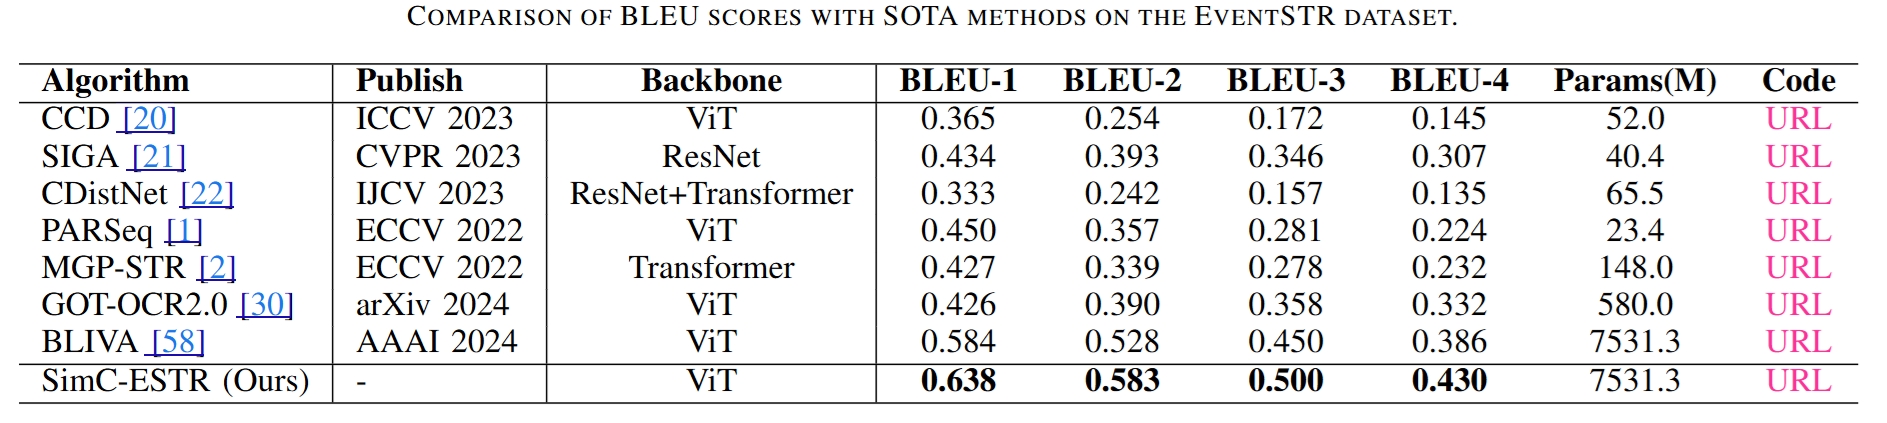 COMPARISON OF BLEU SCORES WITH SOTA METHODS ON THE EVENTSTR DATASET.
Algorithm Publish Backbone BLEU-1 BLEU-2 BLEU-3 BLEU-4 Params(M) Code
CCD [20] ICCV 2023 ViT 0.365 0.254 0.172 0.145 52.0 URL
SIGA [21] CVPR 2023 ResNet 0.434 0.393 0.346 0.307 40.4 URL
CDistNet [22] IJCV 2023 ResNet+Transformer 0.333 0.242 0.157 0.135 65.5 URL
PARSeq [1] ECCV 2022 ViT 0.450 0.357 0.281 0.224 23.4 URL
MGP-STR [2] ECCV 2022 Transformer 0.427 0.339 0.278 0.232 148.0 URL
GOT-OCR2.0 [30] arXiv 2024 ViT 0.426 0.390 0.358 0.332 580.0 URL
BLIVA [58] AAAI 2024 ViT 0.584 0.528 0.450 0.386 7531.3 URL
SimC-ESTR (Ours) - ViT 0.638 0.583 0.500 0.430 7531.3 URL